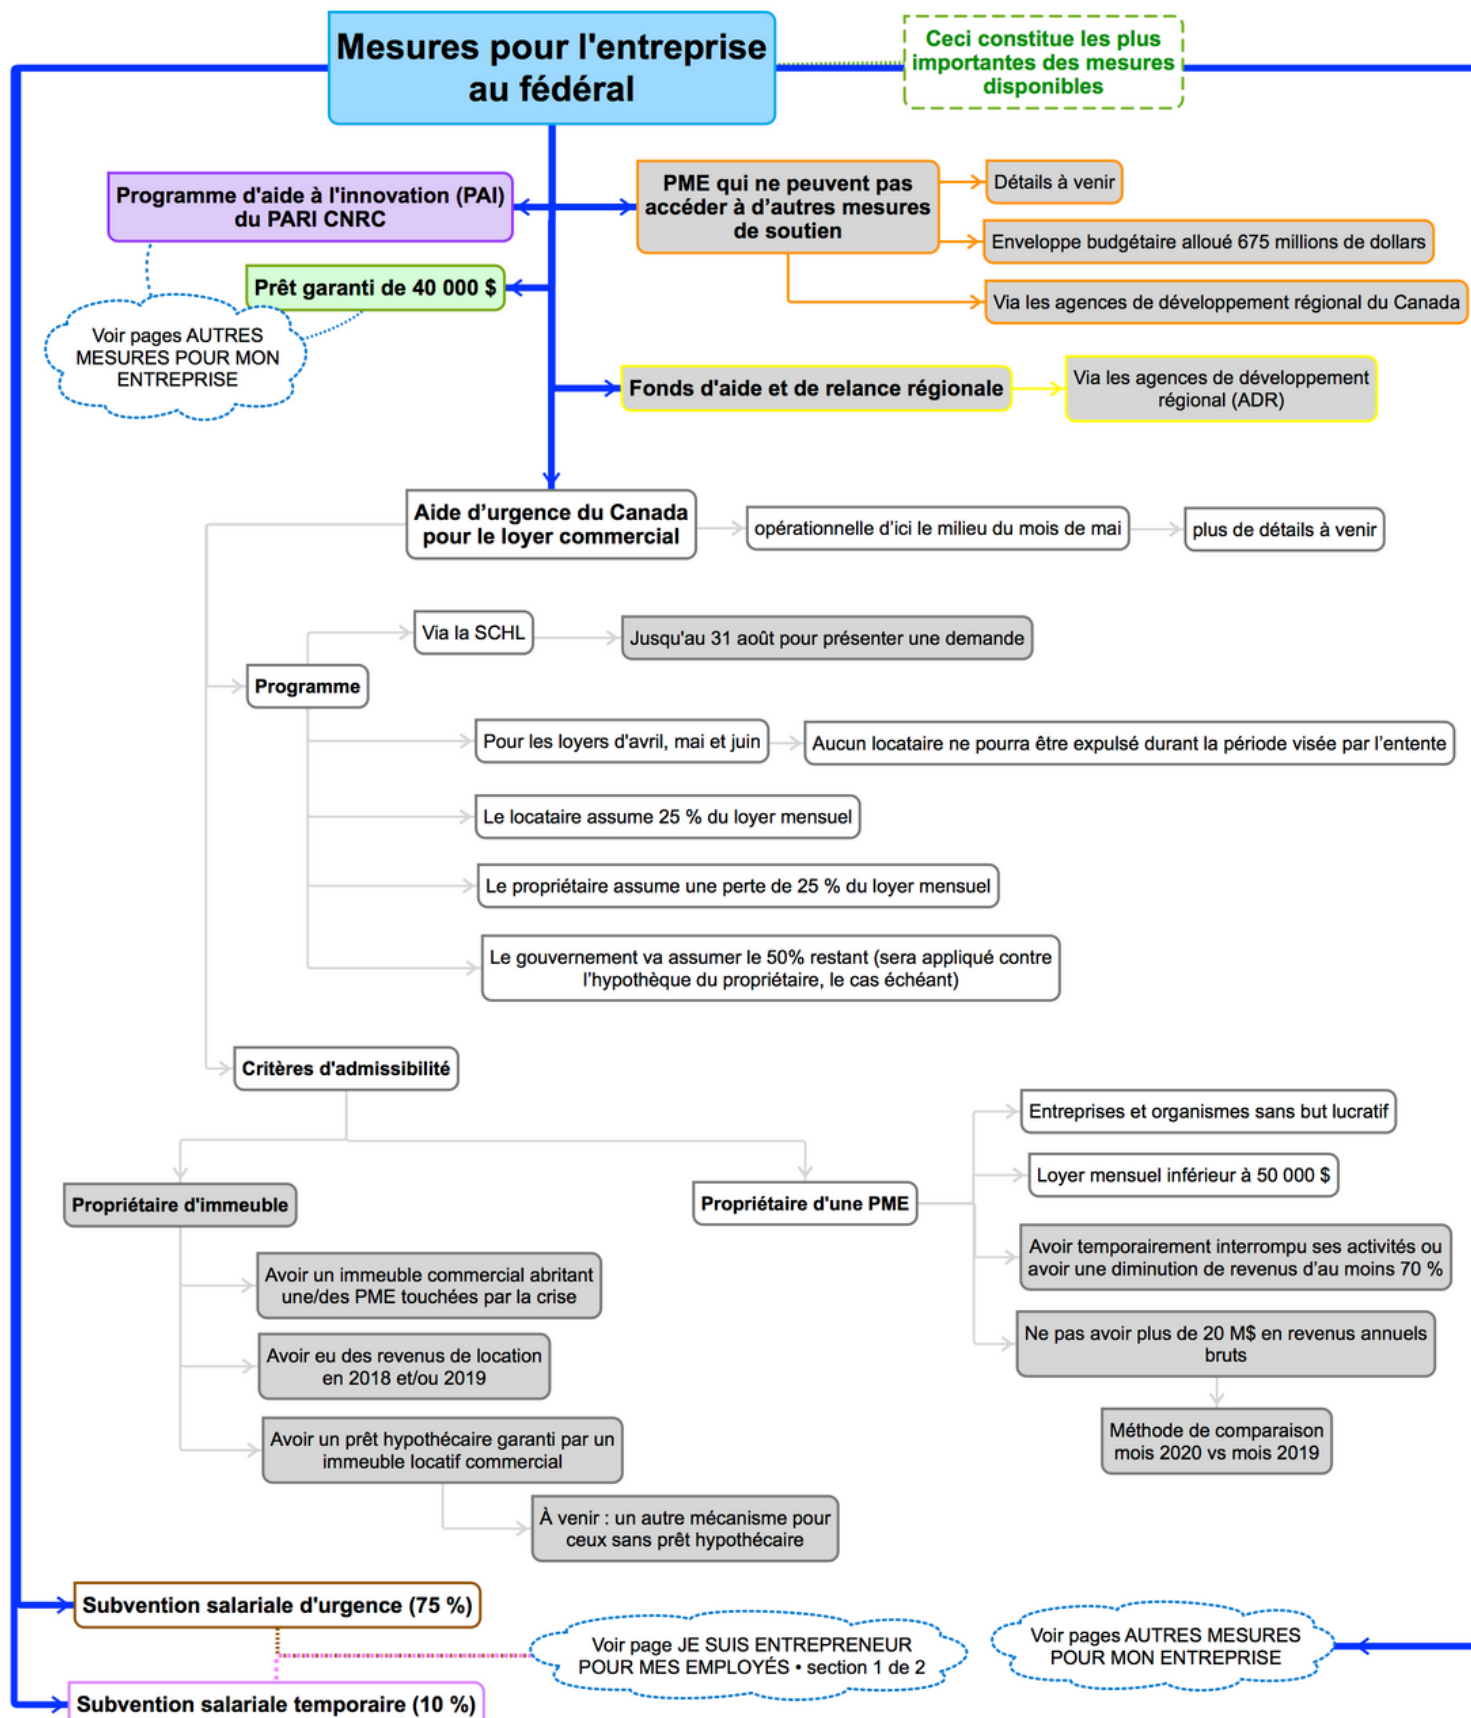 Mesures pour l'entreprise
au fédéral
Ceci constitue les plus
importantes des mesures
disponibles
Programme d'aide à l'innovation (PAI)
du PARI CNRC
PME qui ne peuvent pas
accéder à d’autres mesures
de soutien
Détails à venir
Enveloppe budgétaire alloué 675 millions de dollars
Via les agences de développement régional du Canada
Prêt garanti de 40 000 $
Voir pages AUTRES
MESURES POUR MON
ENTREPRISE
Fonds d'aide et de relance régionale
Via les agences de développement
régional (ADR)
Aide d’urgence du Canada
pour le loyer commercial
opérationnelle d’ici le milieu du mois de mai
plus de détails à venir
Via la SCHL
Jusqu'au 31 août pour présenter une demande
Programme
Pour les loyers d'avril, mai et juin
Aucun locataire ne pourra être expulsé durant la période visée par l’entente
Le locataire assume 25 % du loyer mensuel
Le propriétaire assume une perte de 25 % du loyer mensuel
Le gouvernement va assumer le 50% restant (sera appliqué contre
l’hypothèque du propriétaire, le cas échéant)
Critères d'admissibilité
Propriétaire d'immeuble
Avoir un immeuble commercial abritant
une/des PME touchées par la crise
Avoir eu des revenus de location
en 2018 et/ou 2019
Avoir un prêt hypothécaire garanti par un
immeuble locatif commercial
À venir : un autre mécanisme pour
ceux sans prêt hypothécaire
Propriétaire d'une PME
Entreprises et organismes sans but lucratif
Loyer mensuel inférieur à 50 000 $
Avoir temporairement interrompu ses activités ou
avoir une diminution de revenus d’au moins 70 %
Ne pas avoir plus de 20 M$ en revenus annuels
bruts
Méthode de comparaison
mois 2020 vs mois 2019
Subvention salariale d'urgence (75 %)
Voir page JE SUIS ENTREPRENEUR
POUR MES EMPLOYÉS • section 1 de 2
Voir pages AUTRES MESURES
POUR MON ENTREPRISE
Subvention salariale temporaire (10 %)